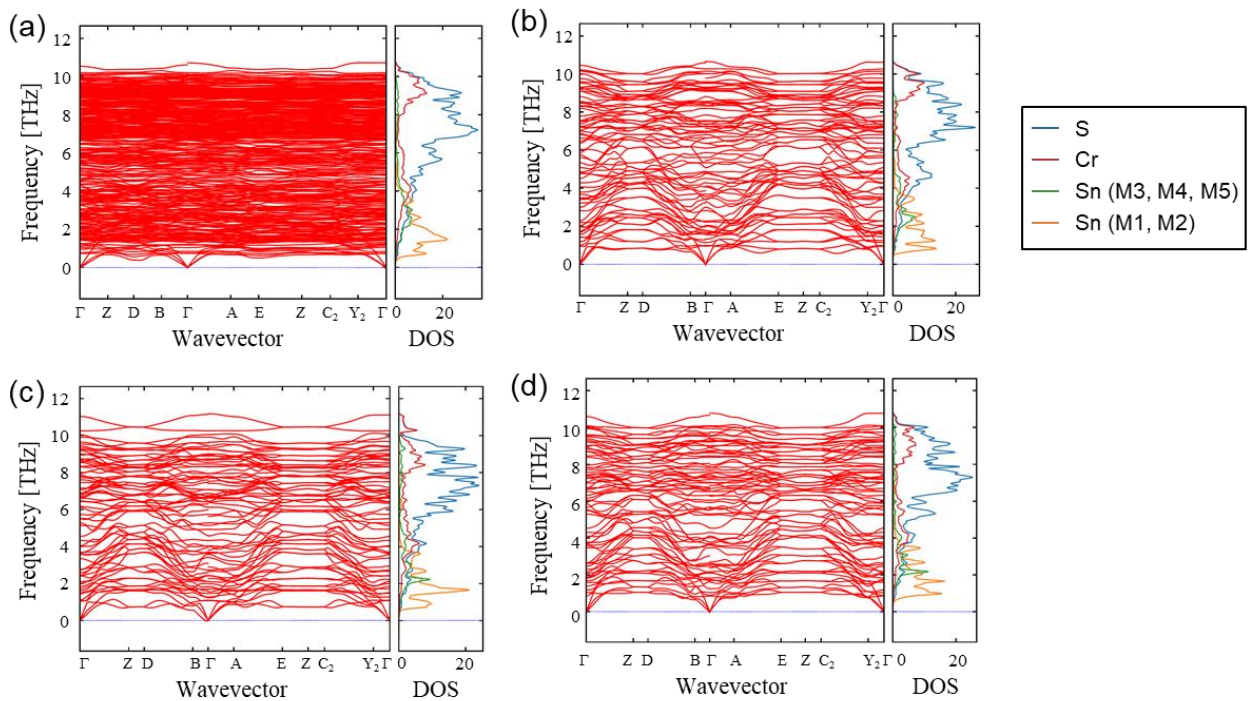 (a)
12
10
8
6
4
2
0
Frequency [THz]
Γ Z D B Γ A E Z C₂ Y₂ Γ
Wavevector
0 20
DOS
(b)
12
10
8
6
4
2
0
Frequency [THz]
Γ Z D B Γ A E Z C₂ Y₂ Γ
Wavevector
0 20
DOS
S
Cr
Sn (M3, M4, M5)
Sn (M1, M2)
(c)
12
10
8
6
4
2
0
Frequency [THz]
Γ Z D B Γ A E Z C₂ Y₂ Γ
Wavevector
0 20
DOS
(d)
12
10
8
6
4
2
0
Frequency [THz]
Γ Z D B Γ A E Z C₂ Y₂ Γ
Wavevector
0 20
DOS